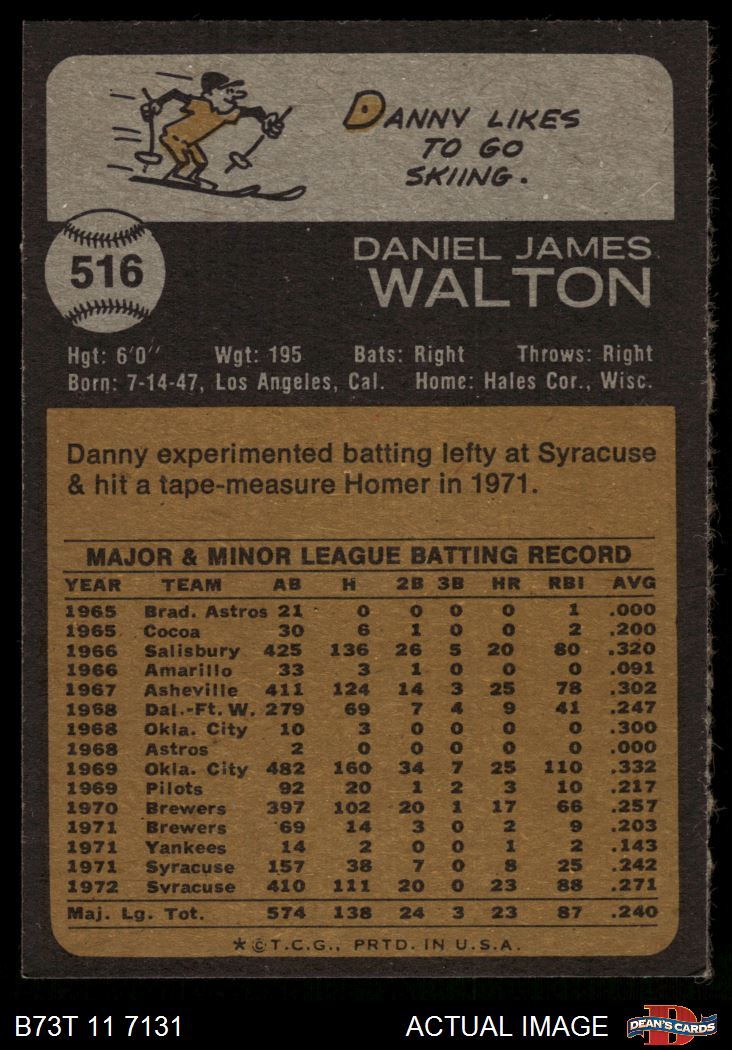 DANNY LIKES
TO GO
SKIING.
516
DANIEL JAMES
WALTON
Hgt: 6'0" Wgt: 195 Bats: Right Throws: Right
Born: 7-14-47, Los Angeles, Cal. Home: Hales Cor., Wisc.
Danny experimented batting lefty at Syracuse
& hit a tape-measure Homer in 1971.
MAJOR & MINOR LEAGUE BATTING RECORD
YEAR TEAM AB H 2B 3B HR RBI AVG
1965 Brad. Astros 21 0 0 0 0 1 .000
1965 Cocoa 30 6 1 0 0 2 .200
1966 Salisbury 425 136 26 5 20 80 .320
1966 Amarillo 33 3 1 0 0 0 .091
1967 Asheville 411 124 14 3 25 78 .302
1968 Dal.-Ft. W. 279 69 7 4 9 41 .247
1968 Okla. City 10 3 0 0 0 0 .300
1968 Astros 2 0 0 0 0 0 .000
1969 Okla. City 482 160 34 7 25 110 .332
1969 Pilots 92 20 1 2 3 10 .217
1970 Brewers 397 102 20 1 17 66 .257
1971 Brewers 69 14 3 0 2 9 .203
1971 Yankees 14 2 0 0 1 2 .143
1971 Syracuse 157 38 7 0 8 25 .242
1972 Syracuse 410 111 20 0 23 88 .271
Maj. Lg. Tot. 574 138 24 3 23 87 .240
*©T.C.G., PRTD. IN U.S.A.
B73T 11 7131 ACTUAL IMAGE D DEAN'S CARDS